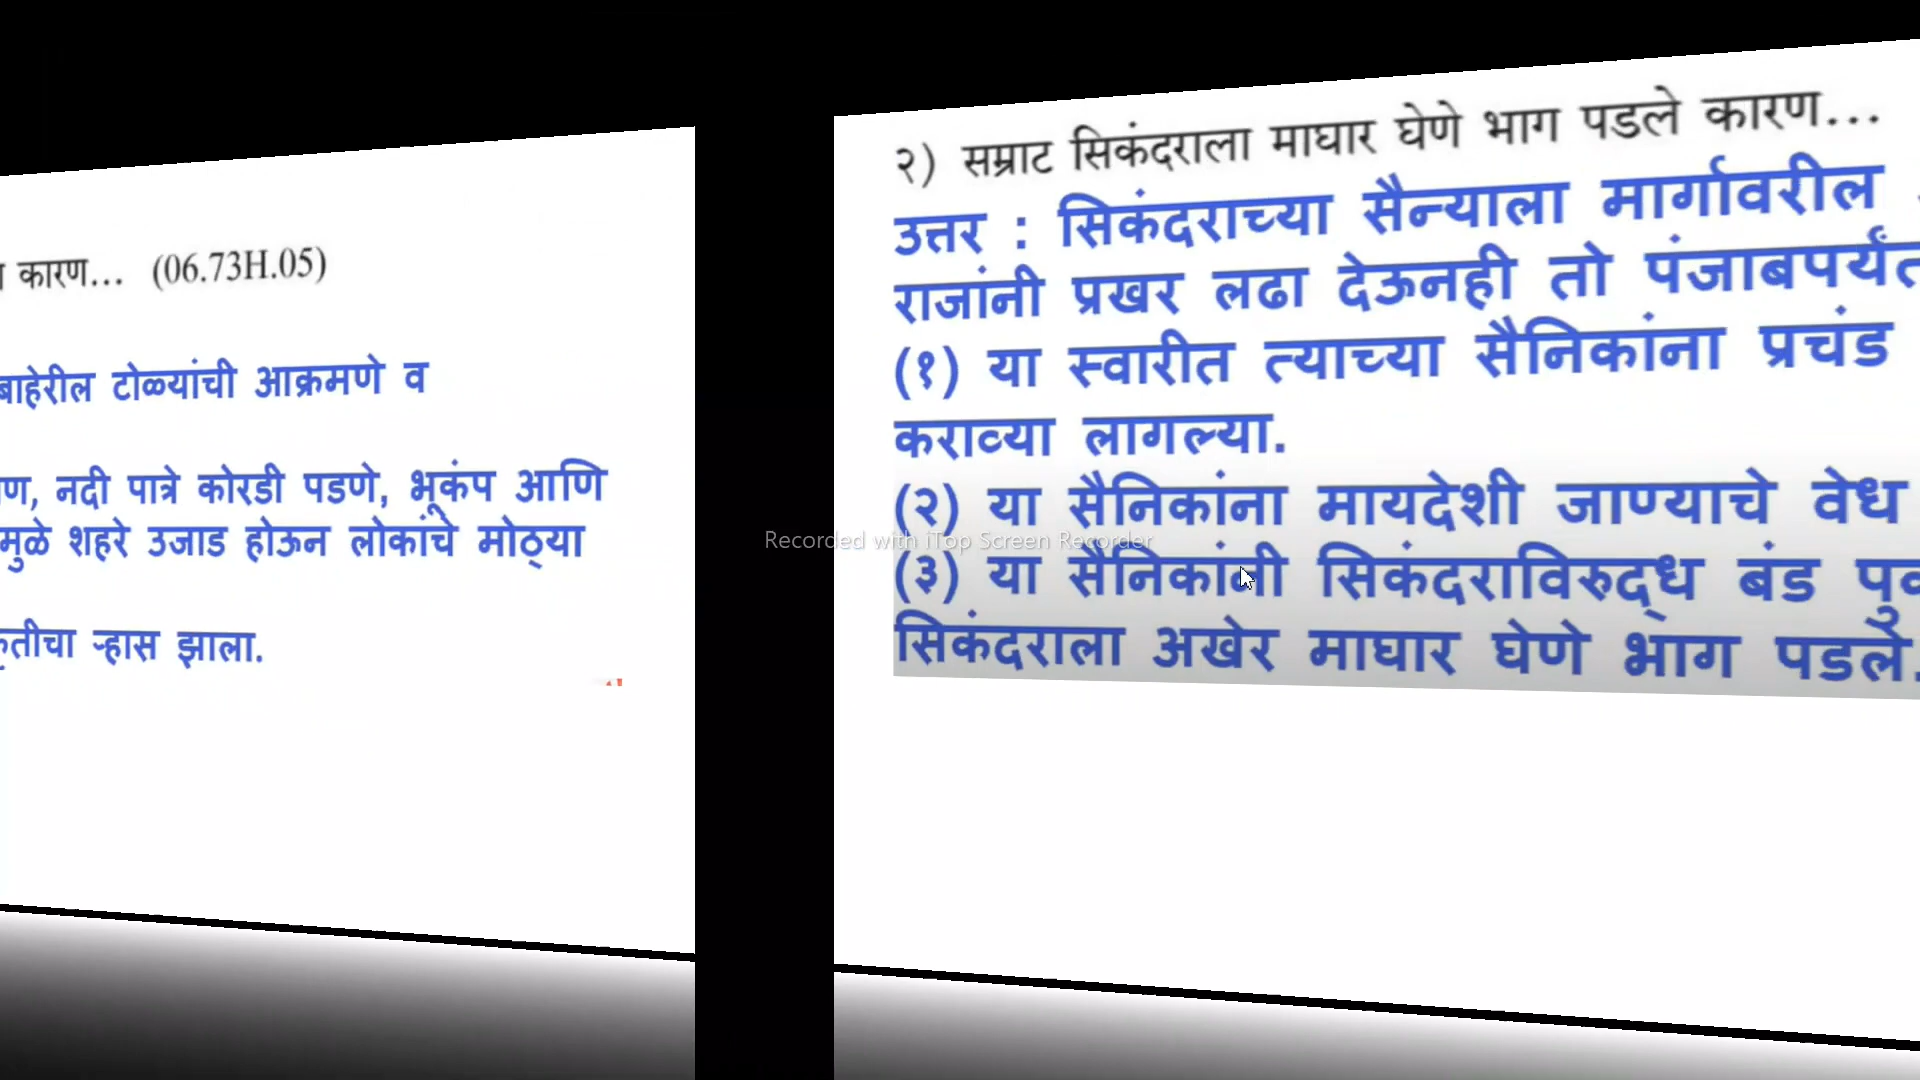 कारण... (06.73H.05)
बाहेरील टोळ्यांची आक्रमणे व
नदी पात्रे कोरडी पडणे, भूकंप आणि
मुळे शहरे उजाड होऊन लोकांचे मोठ्या
ऱ्हास झाला.
२) सम्राट सिकंदराला माघार घेणे भाग पडले कारण...
उत्तर : सिकंदराच्या सैन्याला मार्गावरील
राजांनी प्रखर लढा देऊनही तो पंजाबपर्यंत
(१) या स्वारीत त्याच्या सैनिकांना प्रचंड
कराव्या लागल्या.
(२) या सैनिकांना मायदेशी जाण्याचे वेध
(३) या सैनिकांनी सिकंदराविरुद्ध बंड
सिकंदराला अखेर माघार घेणे भाग पडले.
Recorded with iTop Screen Recorder